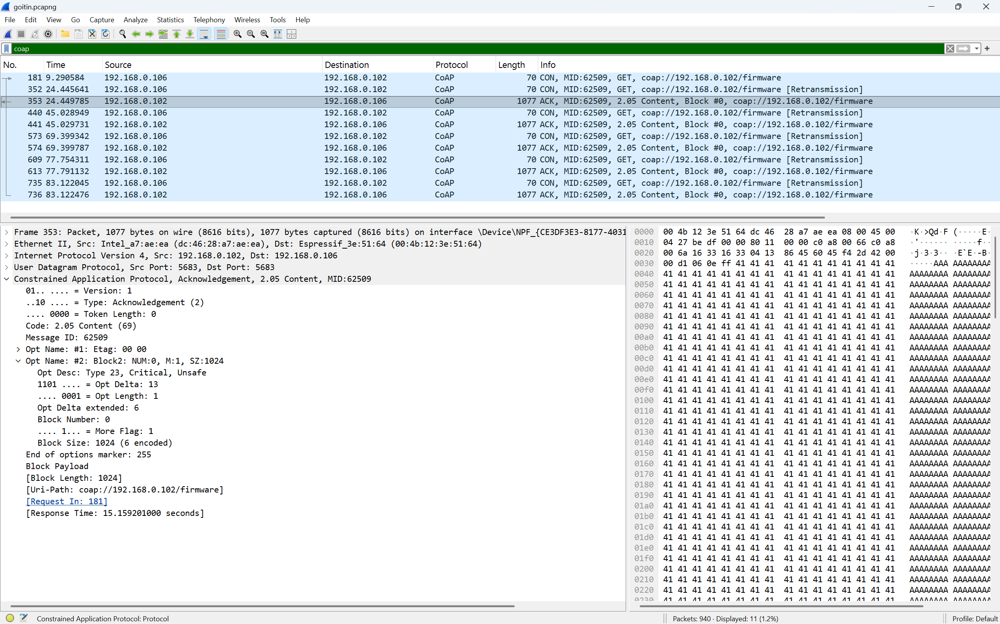 goitin.pcapng
File Edit View Go Capture Analyze Statistics Telephony Wireless Tools Help
coap
No. Time Source Destination Protocol Length Info
181 9.290584 192.168.0.106 192.168.0.102 CoAP 70 CON, MID:62509, GET, coap://192.168.0.102/firmware
352 24.445641 192.168.0.106 192.168.0.102 CoAP 70 CON, MID:62509, GET, coap://192.168.0.102/firmware [Retransmission]
353 24.449785 192.168.0.102 192.168.0.106 CoAP 1077 ACK, MID:62509, 2.05 Content, Block #0, coap://192.168.0.102/firmware
440 45.028949 192.168.0.106 192.168.0.102 CoAP 70 CON, MID:62509, GET, coap://192.168.0.102/firmware [Retransmission]
441 45.029731 192.168.0.102 192.168.0.106 CoAP 1077 ACK, MID:62509, 2.05 Content, Block #0, coap://192.168.0.102/firmware
573 69.399342 192.168.0.106 192.168.0.102 CoAP 70 CON, MID:62509, GET, coap://192.168.0.102/firmware [Retransmission]
574 69.399787 192.168.0.102 192.168.0.106 CoAP 1077 ACK, MID:62509, 2.05 Content, Block #0, coap://192.168.0.102/firmware
609 77.754311 192.168.0.106 192.168.0.102 CoAP 70 CON, MID:62509, GET, coap://192.168.0.102/firmware [Retransmission]
613 77.791132 192.168.0.102 192.168.0.106 CoAP 1077 ACK, MID:62509, 2.05 Content, Block #0, coap://192.168.0.102/firmware
735 83.122045 192.168.0.106 192.168.0.102 CoAP 70 CON, MID:62509, GET, coap://192.168.0.102/firmware [Retransmission]
736 83.122476 192.168.0.102 192.168.0.106 CoAP 1077 ACK, MID:62509, 2.05 Content, Block #0, coap://192.168.0.102/firmware
Frame 353: Packet, 1077 bytes on wire (8616 bits), 1077 bytes captured (8616 bits) on interface \Device\NPF_{CE3DF3E3-8177-4031
Ethernet II, Src: Intel_a7:ae:ea (dc:46:28:a7:ae:ea), Dst: Espressif_3e:51:64 (00:4b:12:3e:51:64)
Internet Protocol Version 4, Src: 192.168.0.102, Dst: 192.168.0.106
User Datagram Protocol, Src Port: 5683, Dst Port: 5683
Constrained Application Protocol, Acknowledgement, 2.05 Content, MID:62509
01.. .... = Version: 1
..10 .... = Type: Acknowledgement (2)
.... 0000 = Token Length: 0
Code: 2.05 Content (69)
Message ID: 62509
Opt Name: #1: Etag: 00 00
Opt Name: #2: Block2: NUM:0, M:1, SZ:1024
Opt Desc: Type 23, Critical, Unsafe
1101 .... = Opt Delta: 13
.... 0001 = Opt Length: 1
Opt Delta extended: 6
Block Number: 0
.... 1... = More Flag: 1
Block Size: 1024 (6 encoded)
End of options marker: 255
Block Payload
[Block Length: 1024]
[Uri-Path: coap://192.168.0.102/firmware]
[Request In: 181]
[Response Time: 15.159201000 seconds]
0000 00 4b 12 3e 51 64 dc 46 28 a7 ae ea 08 00 45 00 ·K·>Qd·F (·····E·
0010 04 27 be df 00 00 80 11 00 00 c0 a8 00 66 c0 a8 ·'······ ·····f··
0020 00 6a 16 33 16 33 04 13 86 45 60 45 f4 2d 42 00 ·j·3·3·· ·E`E·-B·
0030 00 d1 06 0e ff 41 41 41 41 41 41 41 41 41 41 41 ·····AAA AAAAAAAA
0040 41 41 41 41 41 41 41 41 41 41 41 41 41 41 41 41 AAAAAAAA AAAAAAAA
0050 41 41 41 41 41 41 41 41 41 41 41 41 41 41 41 41 AAAAAAAA AAAAAAAA
0060 41 41 41 41 41 41 41 41 41 41 41 41 41 41 41 41 AAAAAAAA AAAAAAAA
0070 41 41 41 41 41 41 41 41 41 41 41 41 41 41 41 41 AAAAAAAA AAAAAAAA
0080 41 41 41 41 41 41 41 41 41 41 41 41 41 41 41 41 AAAAAAAA AAAAAAAA
0090 41 41 41 41 41 41 41 41 41 41 41 41 41 41 41 41 AAAAAAAA AAAAAAAA
00a0 41 41 41 41 41 41 41 41 41 41 41 41 41 41 41 41 AAAAAAAA AAAAAAAA
00b0 41 41 41 41 41 41 41 41 41 41 41 41 41 41 41 41 AAAAAAAA AAAAAAAA
00c0 41 41 41 41 41 41 41 41 41 41 41 41 41 41 41 41 AAAAAAAA AAAAAAAA
00d0 41 41 41 41 41 41 41 41 41 41 41 41 41 41 41 41 AAAAAAAA AAAAAAAA
00e0 41 41 41 41 41 41 41 41 41 41 41 41 41 41 41 41 AAAAAAAA AAAAAAAA
00f0 41 41 41 41 41 41 41 41 41 41 41 41 41 41 41 41 AAAAAAAA AAAAAAAA
0100 41 41 41 41 41 41 41 41 41 41 41 41 41 41 41 41 AAAAAAAA AAAAAAAA
0110 41 41 41 41 41 41 41 41 41 41 41 41 41 41 41 41 AAAAAAAA AAAAAAAA
0120 41 41 41 41 41 41 41 41 41 41 41 41 41 41 41 41 AAAAAAAA AAAAAAAA
0130 41 41 41 41 41 41 41 41 41 41 41 41 41 41 41 41 AAAAAAAA AAAAAAAA
0140 41 41 41 41 41 41 41 41 41 41 41 41 41 41 41 41 AAAAAAAA AAAAAAAA
0150 41 41 41 41 41 41 41 41 41 41 41 41 41 41 41 41 AAAAAAAA AAAAAAAA
0160 41 41 41 41 41 41 41 41 41 41 41 41 41 41 41 41 AAAAAAAA AAAAAAAA
0170 41 41 41 41 41 41 41 41 41 41 41 41 41 41 41 41 AAAAAAAA AAAAAAAA
0180 41 41 41 41 41 41 41 41 41 41 41 41 41 41 41 41 AAAAAAAA AAAAAAAA
0190 41 41 41 41 41 41 41 41 41 41 41 41 41 41 41 41 AAAAAAAA AAAAAAAA
01a0 41 41 41 41 41 41 41 41 41 41 41 41 41 41 41 41 AAAAAAAA AAAAAAAA
01b0 41 41 41 41 41 41 41 41 41 41 41 41 41 41 41 41 AAAAAAAA AAAAAAAA
01c0 41 41 41 41 41 41 41 41 41 41 41 41 41 41 41 41 AAAAAAAA AAAAAAAA
01d0 41 41 41 41 41 41 41 41 41 41 41 41 41 41 41 41 AAAAAAAA AAAAAAAA
01e0 41 41 41 41 41 41 41 41 41 41 41 41 41 41 41 41 AAAAAAAA AAAAAAAA
01f0 41 41 41 41 41 41 41 41 41 41 41 41 41 41 41 41 AAAAAAAA AAAAAAAA
0200 41 41 41 41 41 41 41 41 41 41 41 41 41 41 41 41 AAAAAAAA AAAAAAAA
0210 41 41 41 41 41 41 41 41 41 41 41 41 41 41 41 41 AAAAAAAA AAAAAAAA
0220 41 41 41 41 41 41 41 41 41 41 41 41 41 41 41 41 AAAAAAAA AAAAAAAA
0230 41 41 41 41 41 41 41 41 41 41 41 41 41 41 41 41 AAAAAAAA AAAAAAAA
Constrained Application Protocol: Protocol
Packets: 940 · Displayed: 11 (1.2%)
Profile: Default